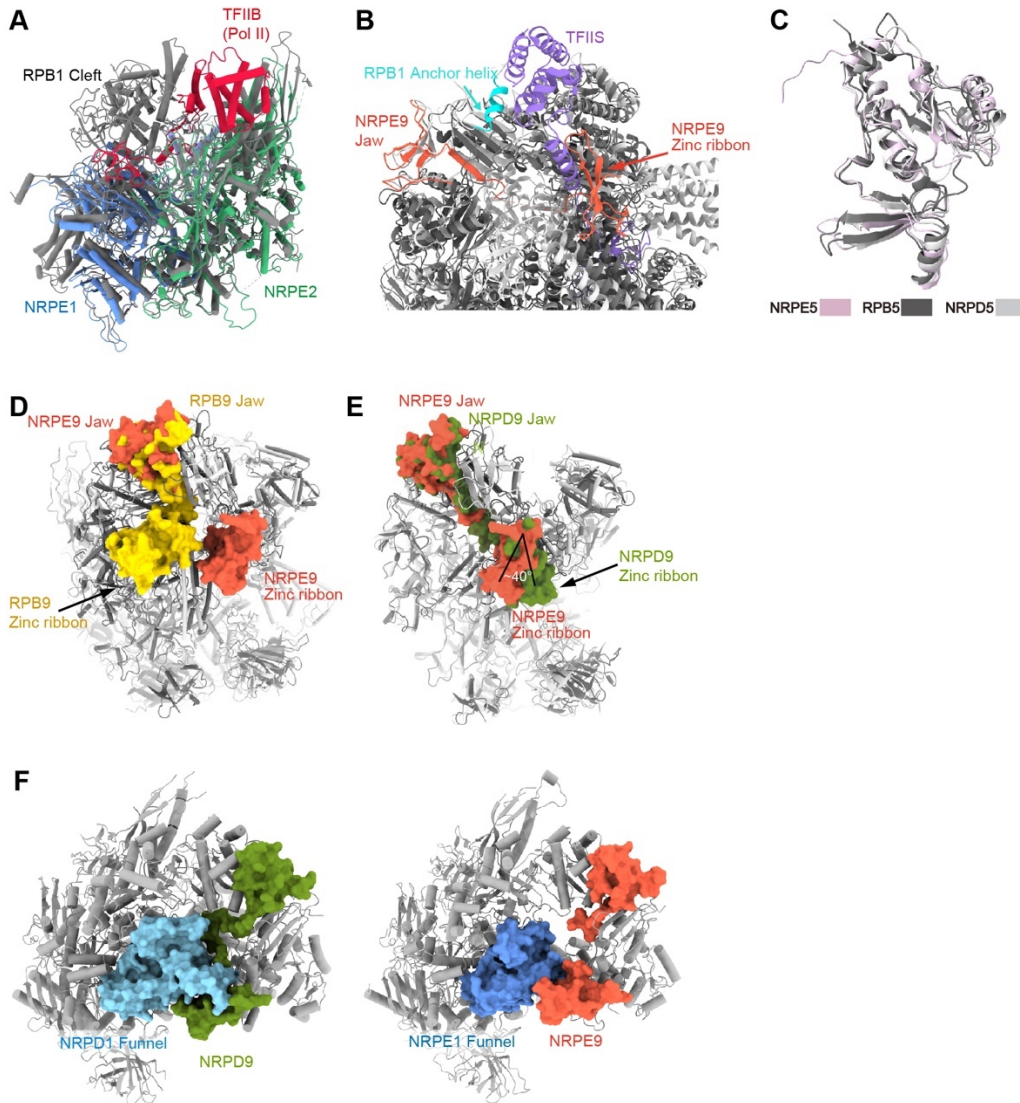 A
TFIIB
(Pol II)
RPB1 Cleft
NRPE1
NRPE2
B
TFIIS
RPB1 Anchor helix
NRPE9
Jaw
NRPE9
Zinc ribbon
C
NRPE5
RPB5
NRPD5
D
RPB9 Jaw
NRPE9 Jaw
RPB9
Zinc ribbon
NRPE9
Zinc ribbon
E
NRPE9 Jaw
NRPD9 Jaw
~40°
NRPD9
Zinc ribbon
NRPE9
Zinc ribbon
F
NRPD1 Funnel
NRPD9
NRPE1 Funnel
NRPE9